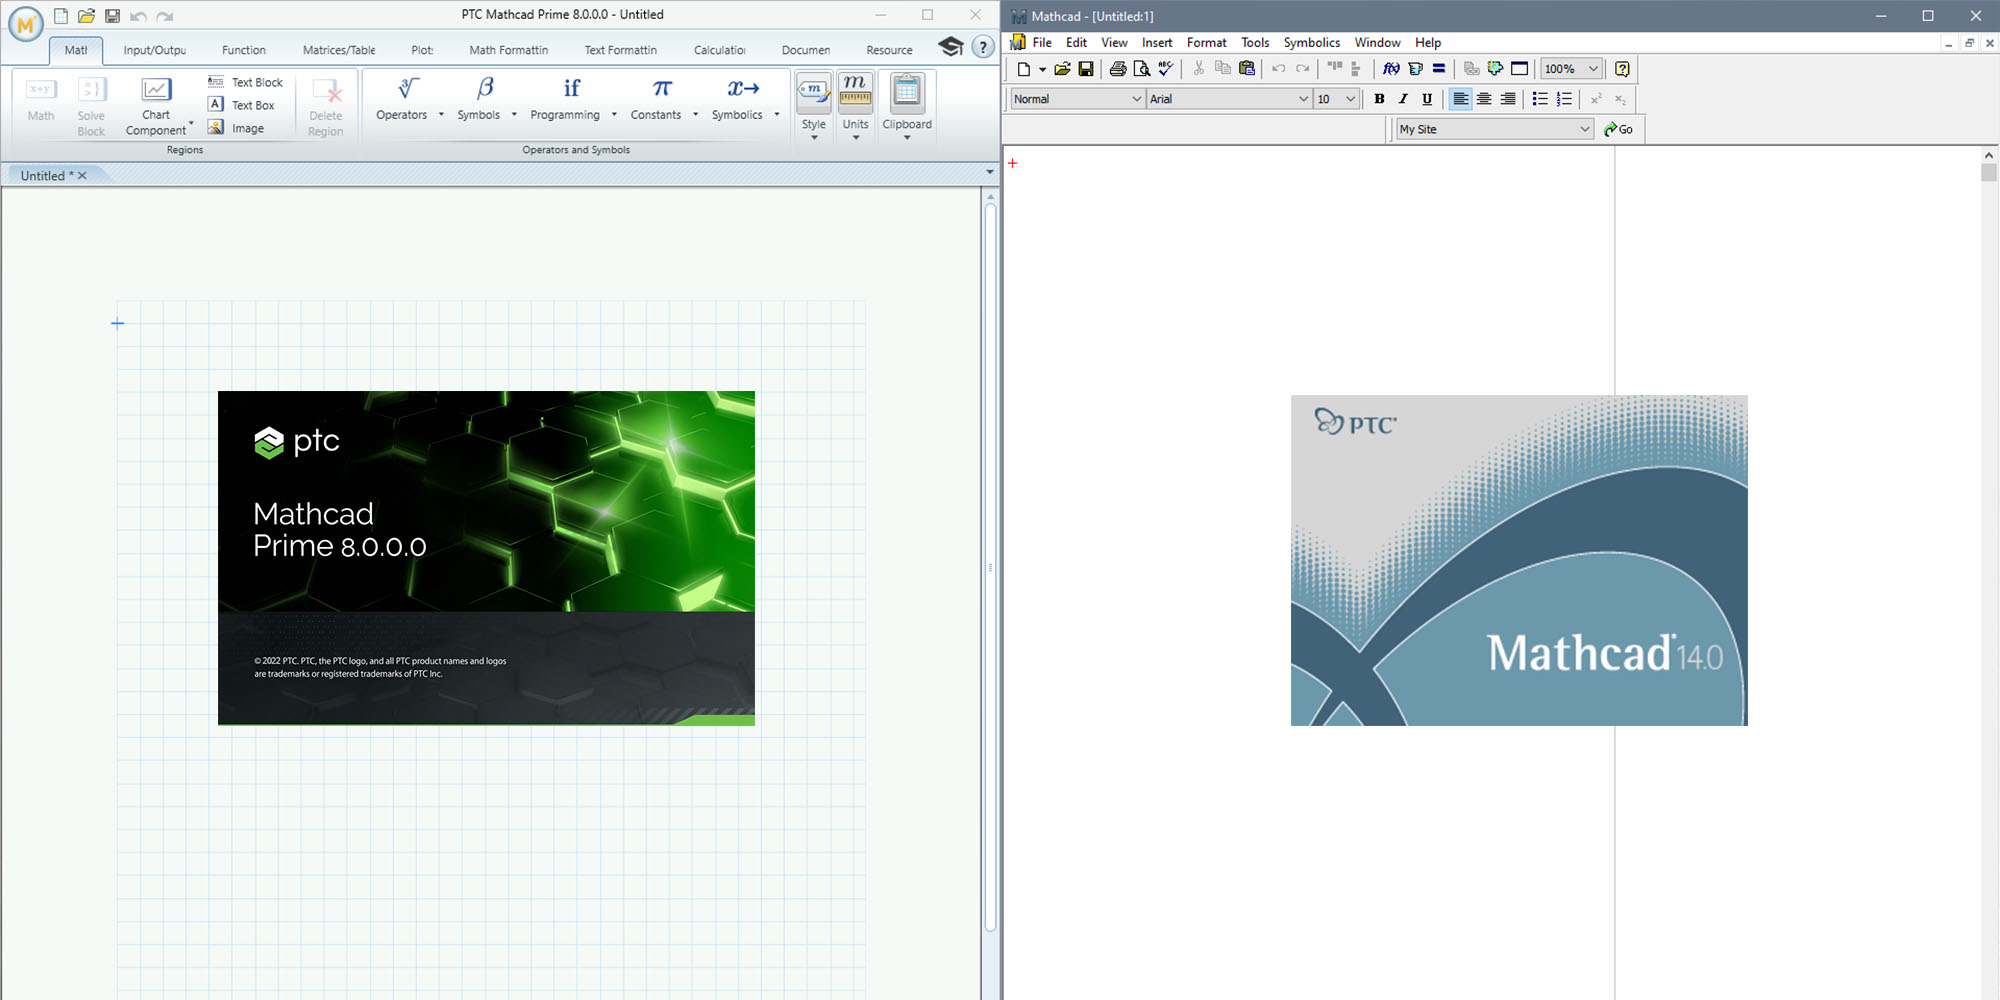 PTC Mathcad Prime 8.0.0.0 - Untitled
Matl Input/Outpu Function Matrices/Table Plot: Math Formattin Text Formattin Calculatio Documen Resource
Math
Solve
Block
Chart
Component
Text Block
Text Box
Image
Delete
Region
Regions
Operators Symbols Programming Constants Symbolics
Operators and Symbols
Style
Units
Clipboard
Untitled *
ptc
Mathcad
Prime 8.0.0.0
© 2022 PTC. PTC, the PTC logo, and all PTC product names and logos
are trademarks or registered trademarks of PTC Inc.
Mathcad - [Untitled:1]
File Edit View Insert Format Tools Symbolics Window Help
100%
Normal Arial 10 B I U
My Site Go
PTC
Mathcad 14.0